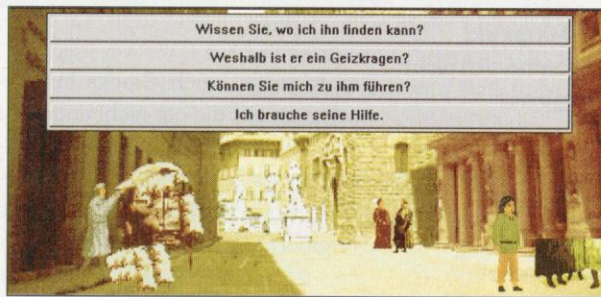 Wissen Sie, wo ich ihn finden kann?
Weshalb ist er ein Geizkragen?
Können Sie mich zu ihm führen?
Ich brauche seine Hilfe.